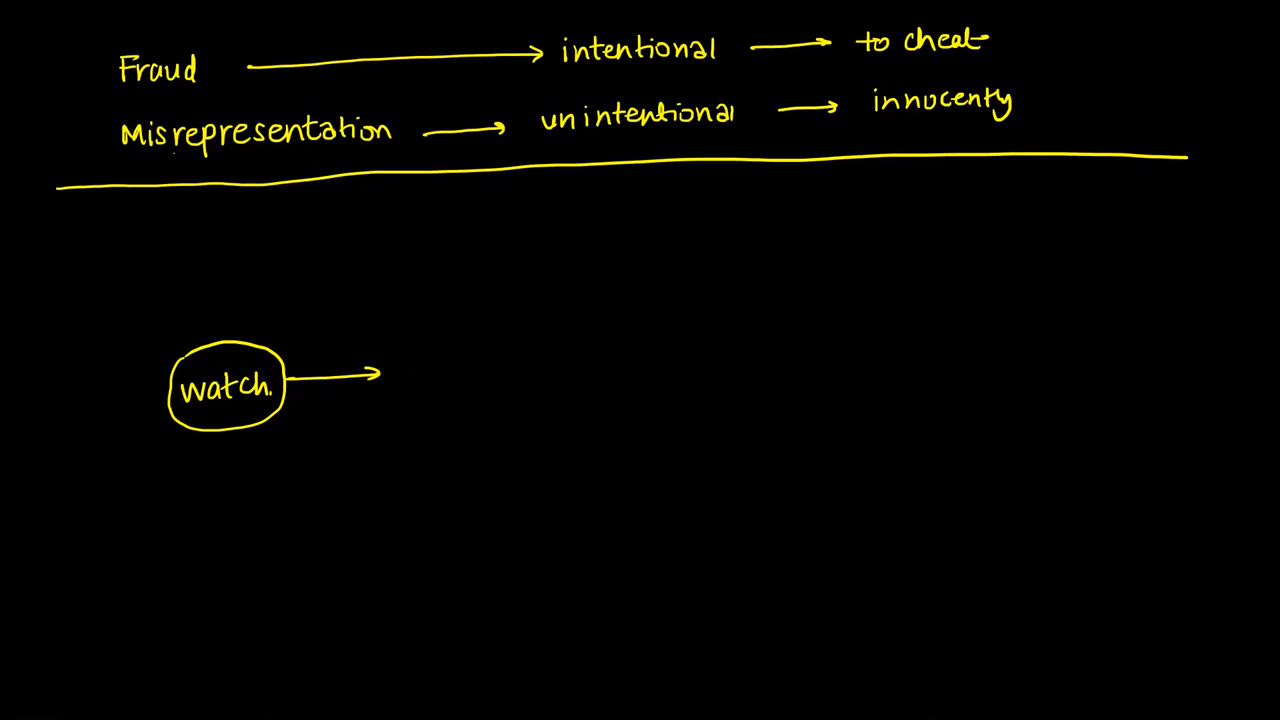 Fraud → intentional → to cheat
Misrepresentation → unintentional → innocenty
watch. →